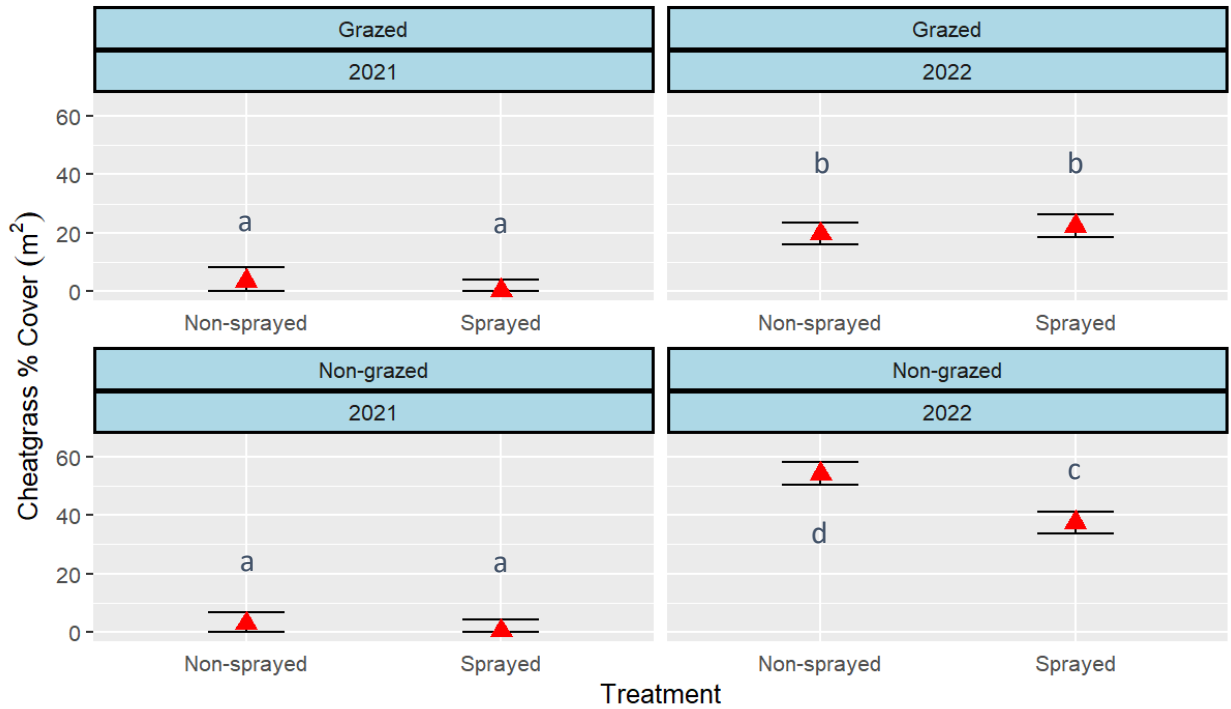 Grazed
2021
Grazed
2022
Cheatgrass % Cover (m²)
60
40
20
0
a
a
b
b
Non-sprayed
Sprayed
Non-sprayed
Sprayed
Non-grazed
2021
Non-grazed
2022
60
40
20
0
a
a
d
c
Non-sprayed
Sprayed
Non-sprayed
Sprayed
Treatment